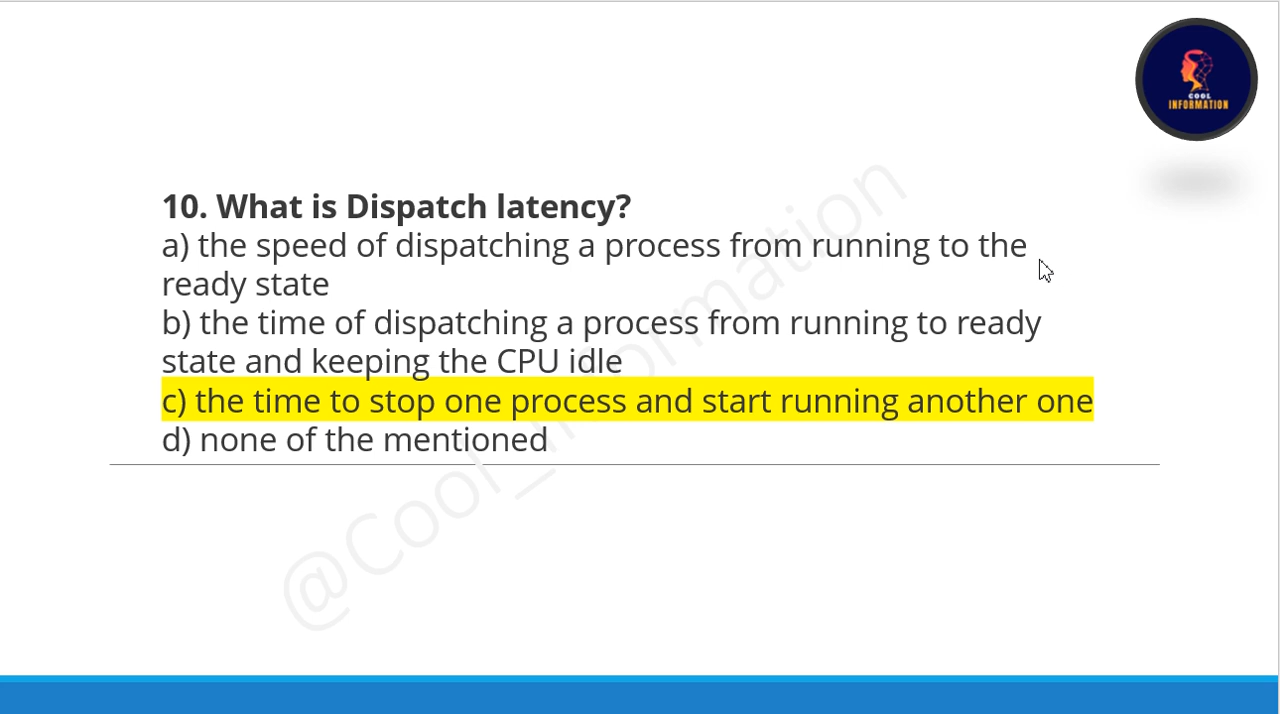 COOL
INFORMATION
10. What is Dispatch latency?
a) the speed of dispatching a process from running to the
ready state
b) the time of dispatching a process from running to ready
state and keeping the CPU idle
c) the time to stop one process and start running another one
d) none of the mentioned
@Cool_Information